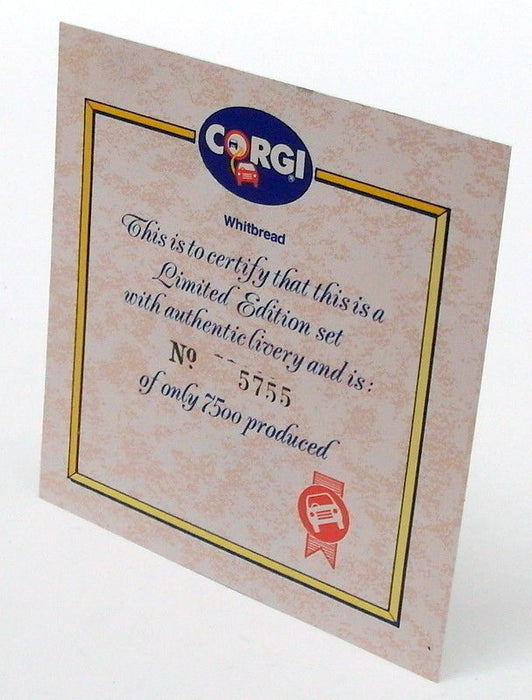 CORGI
Whitbread
This is to certify that this is a
Limited Edition set
with authentic livery and is:
Nº 5755
of only 7500 produced